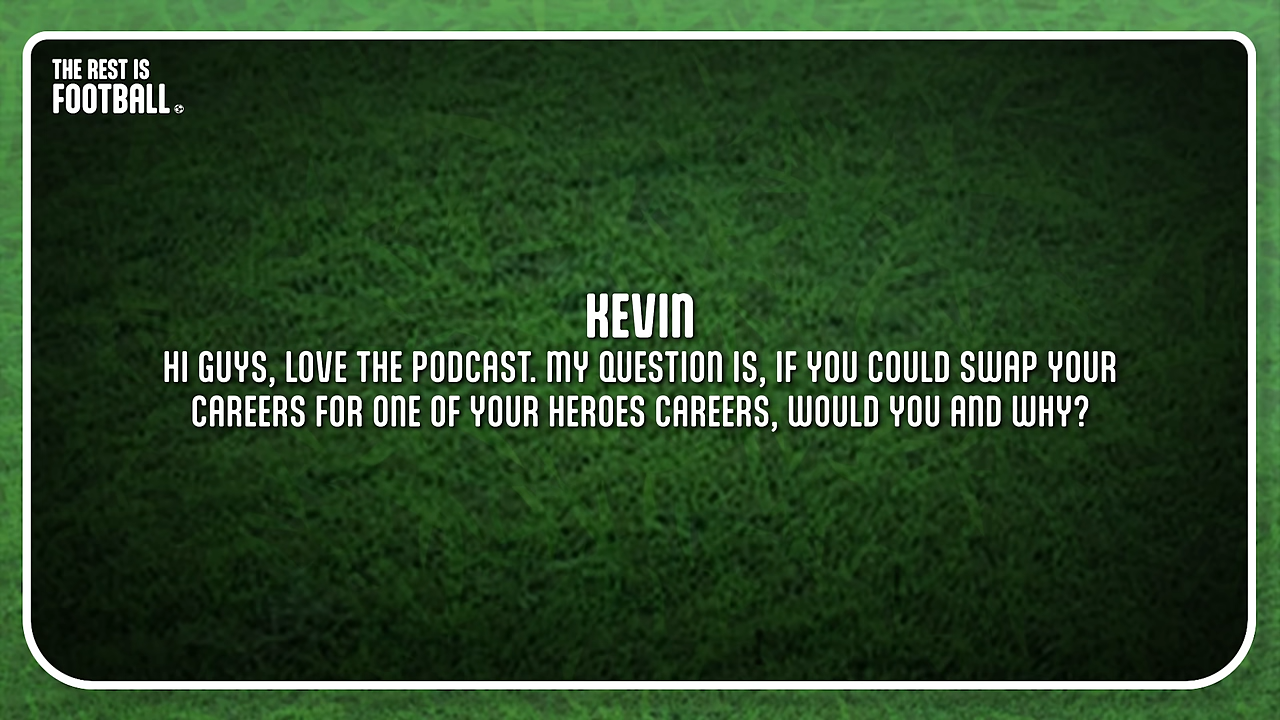 THE REST IS
FOOTBALL
KEVIN
HI GUYS, LOVE THE PODCAST. MY QUESTION IS, IF YOU COULD SWAP YOUR
CAREERS FOR ONE OF YOUR HEROES CAREERS, WOULD YOU AND WHY?